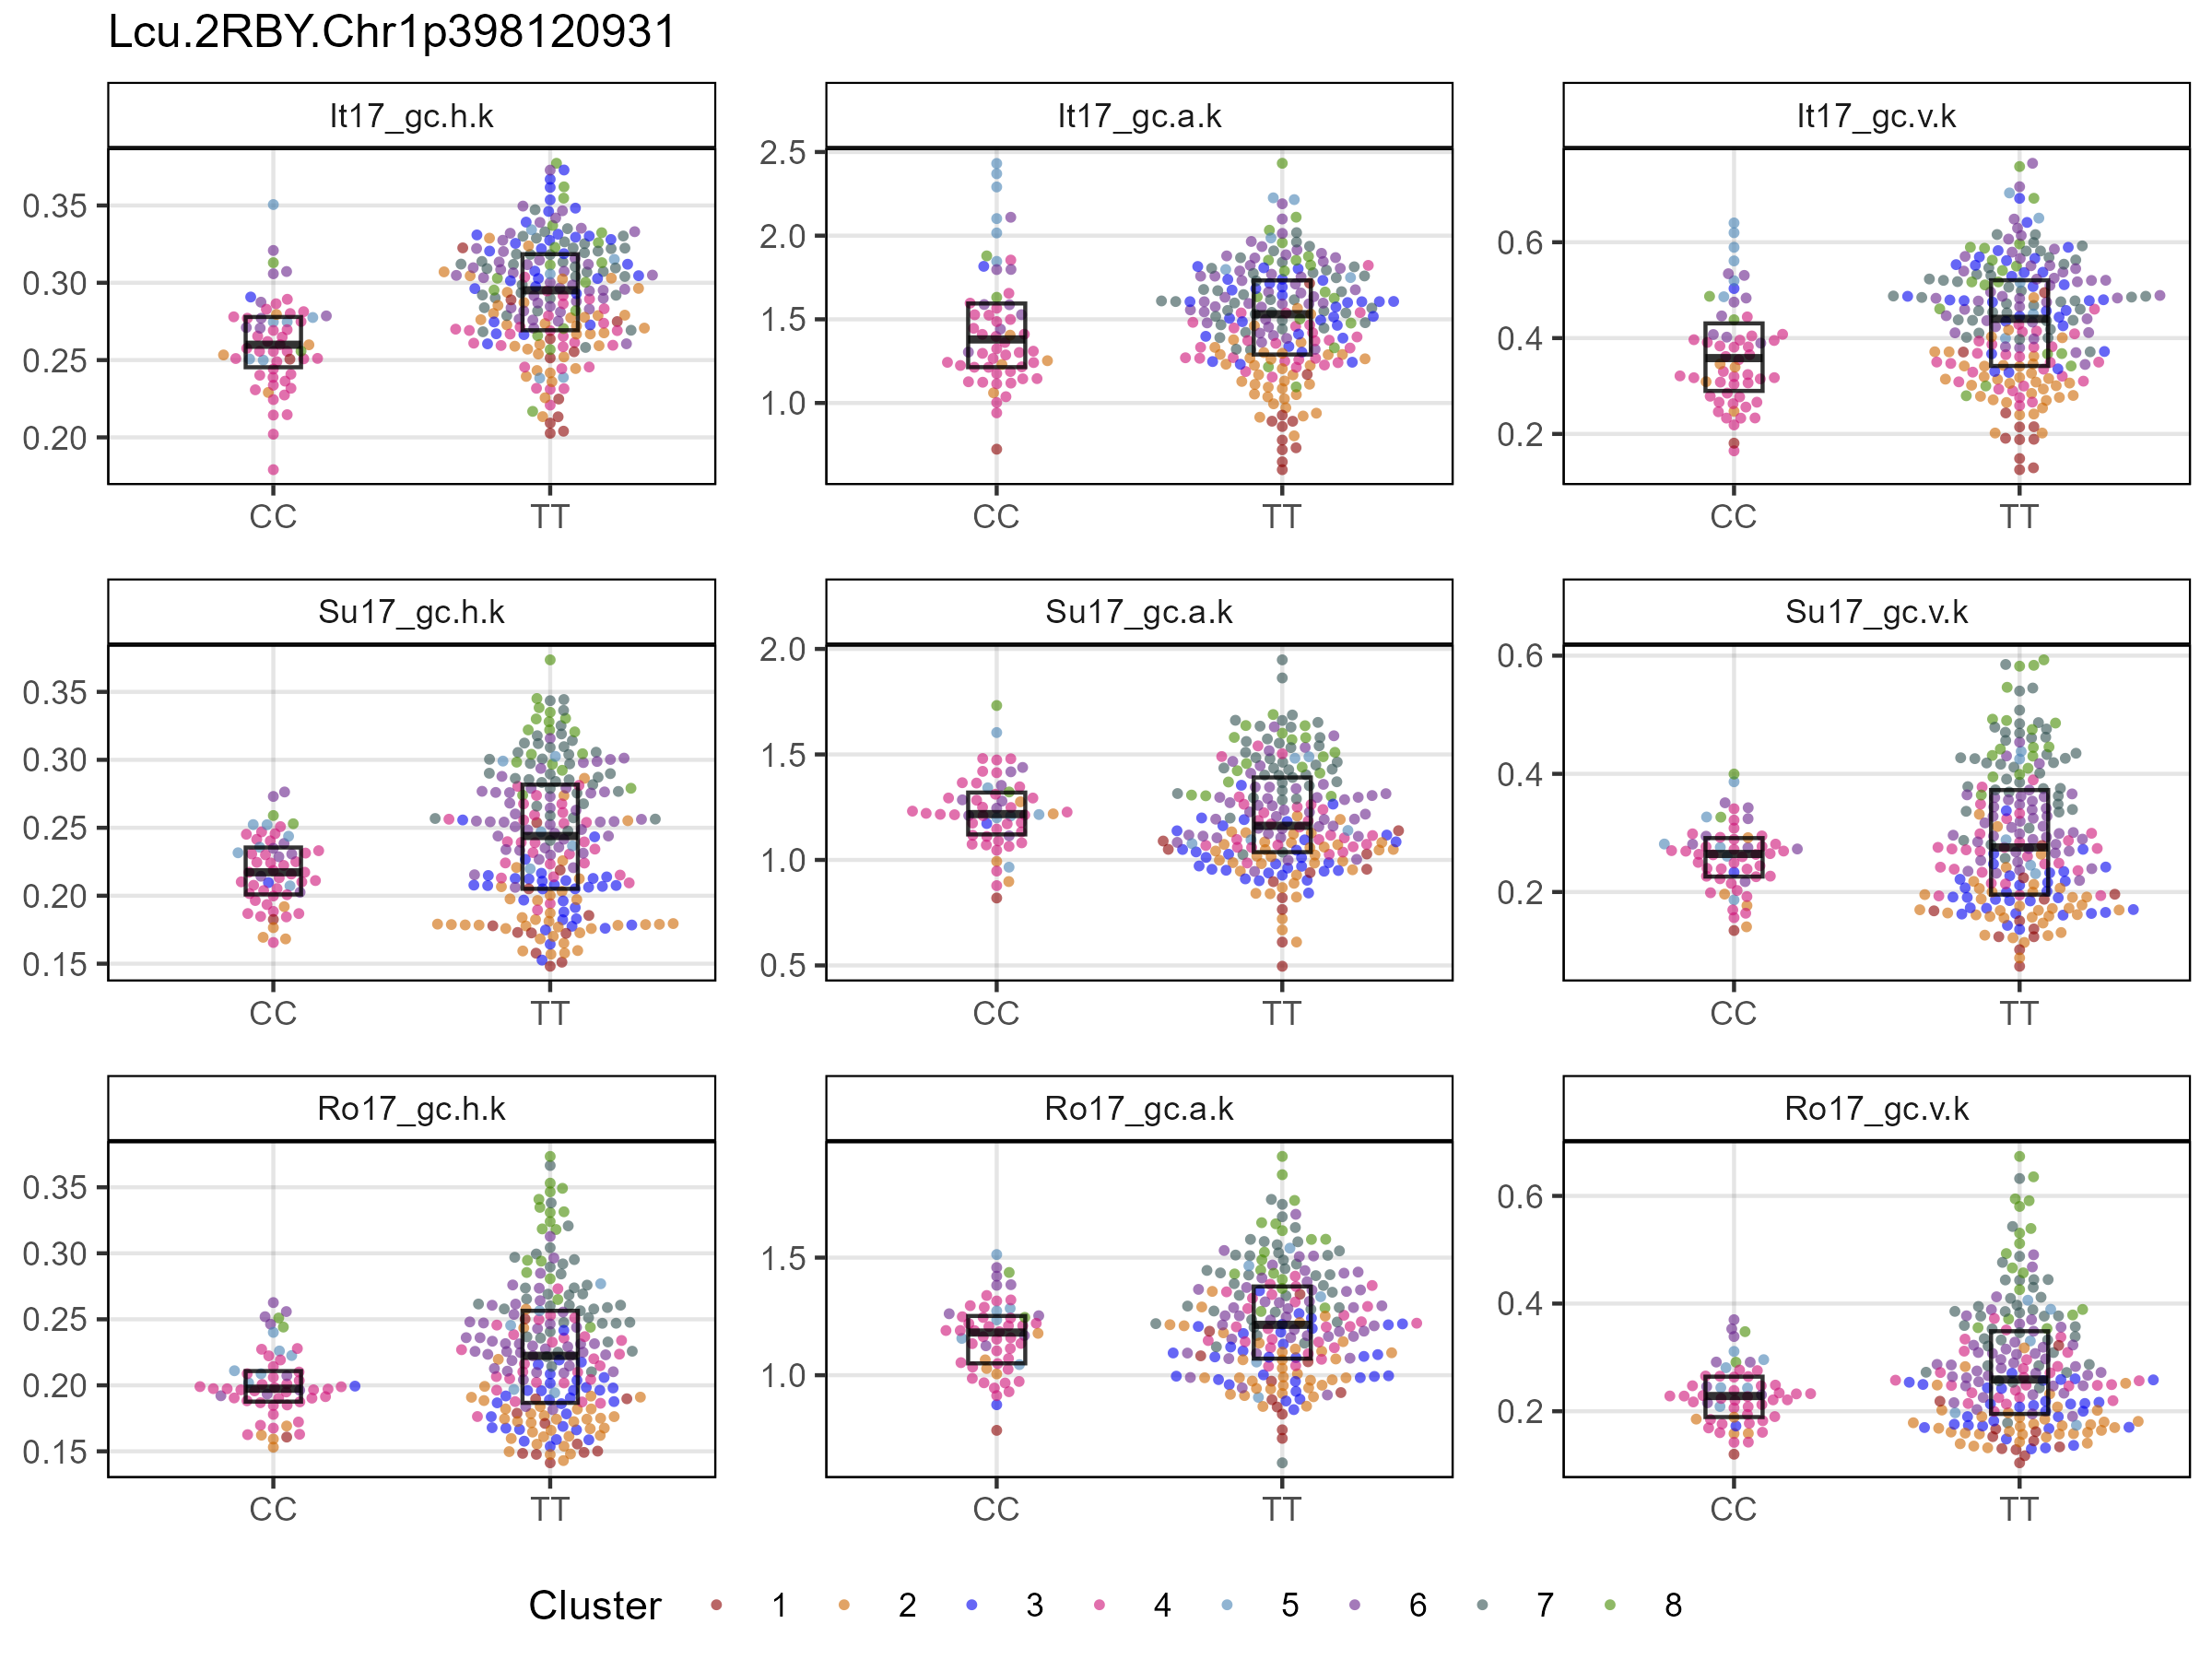 Lcu.2RBY.Chr1p398120931
It17_gc.h.k
It17_gc.a.k
It17_gc.v.k
0.35
0.30
0.25
0.20
CC TT
2.5
2.0
1.5
1.0
CC TT
0.6
0.4
0.2
CC TT
Su17_gc.h.k
Su17_gc.a.k
Su17_gc.v.k
0.35
0.30
0.25
0.20
0.15
CC TT
2.0
1.5
1.0
0.5
CC TT
0.6
0.4
0.2
CC TT
Ro17_gc.h.k
Ro17_gc.a.k
Ro17_gc.v.k
0.35
0.30
0.25
0.20
0.15
CC TT
1.5
1.0
CC TT
0.6
0.4
0.2
CC TT
Cluster 1 2 3 4 5 6 7 8